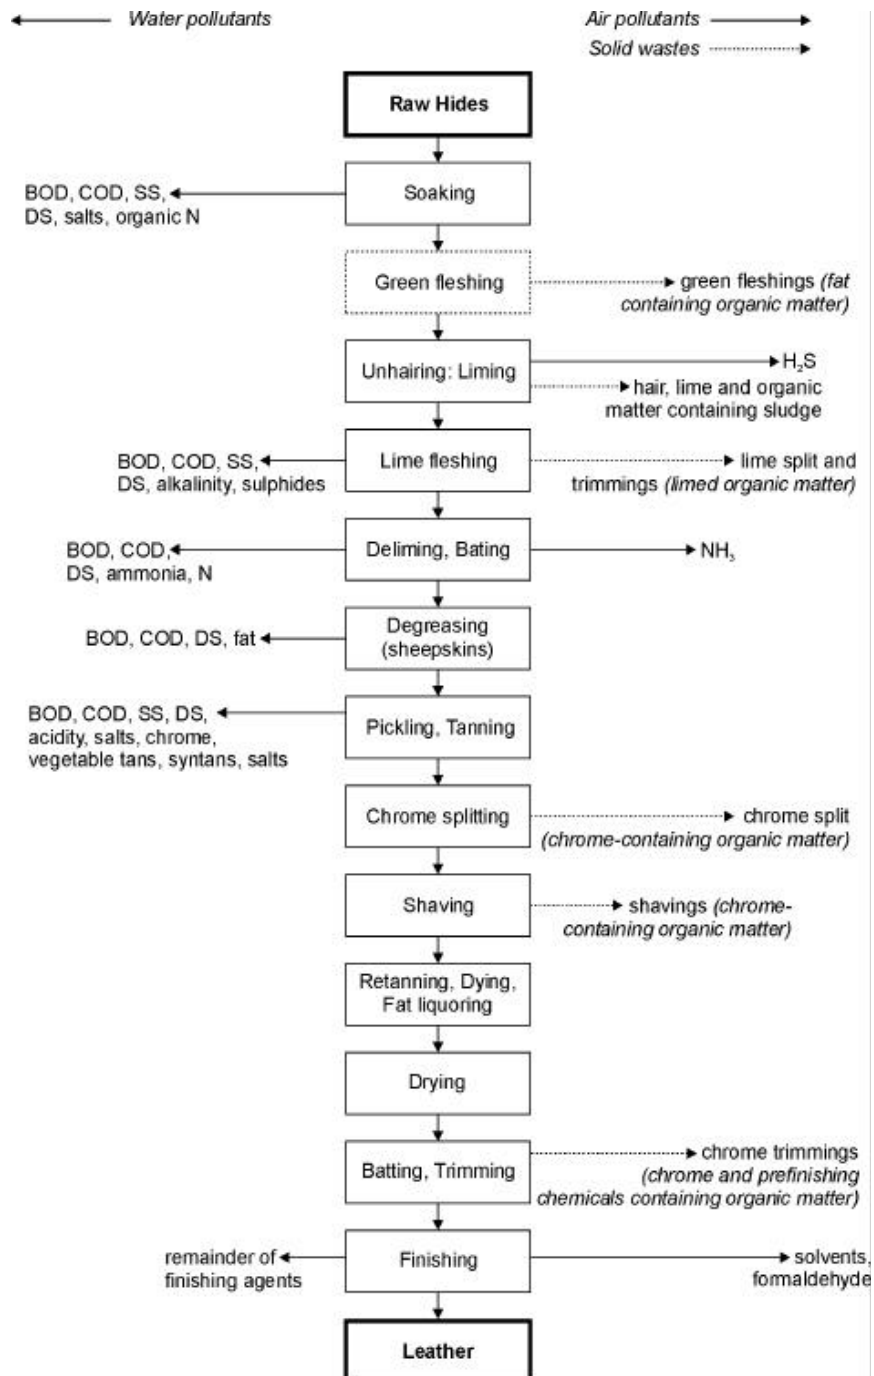 Water pollutants
Air pollutants
Solid wastes
Raw Hides
Soaking
BOD, COD, SS,
DS, salts, organic N
Green fleshing
green fleshings (fat
containing organic matter)
Unhairing: Liming
H₂S
hair, lime and organic
matter containing sludge
BOD, COD, SS,
DS, alkalinity, sulphides
Lime fleshing
lime split and
trimmings (limed organic matter)
BOD, COD,
DS, ammonia, N
Deliming, Bating
NH₃
BOD, COD, DS, fat
Degreasing
(sheepskins)
BOD, COD, SS, DS,
acidity, salts, chrome,
vegetable tans, syntans, salts
Pickling, Tanning
Chrome splitting
chrome split
(chrome-containing organic matter)
Shaving
shavings (chrome-
containing organic matter)
Retanning, Dying,
Fat liquoring
Drying
Batting, Trimming
chrome trimmings
(chrome and prefinishing
chemicals containing organic matter)
remainder of
finishing agents
Finishing
solvents,
formaldehyde
Leather